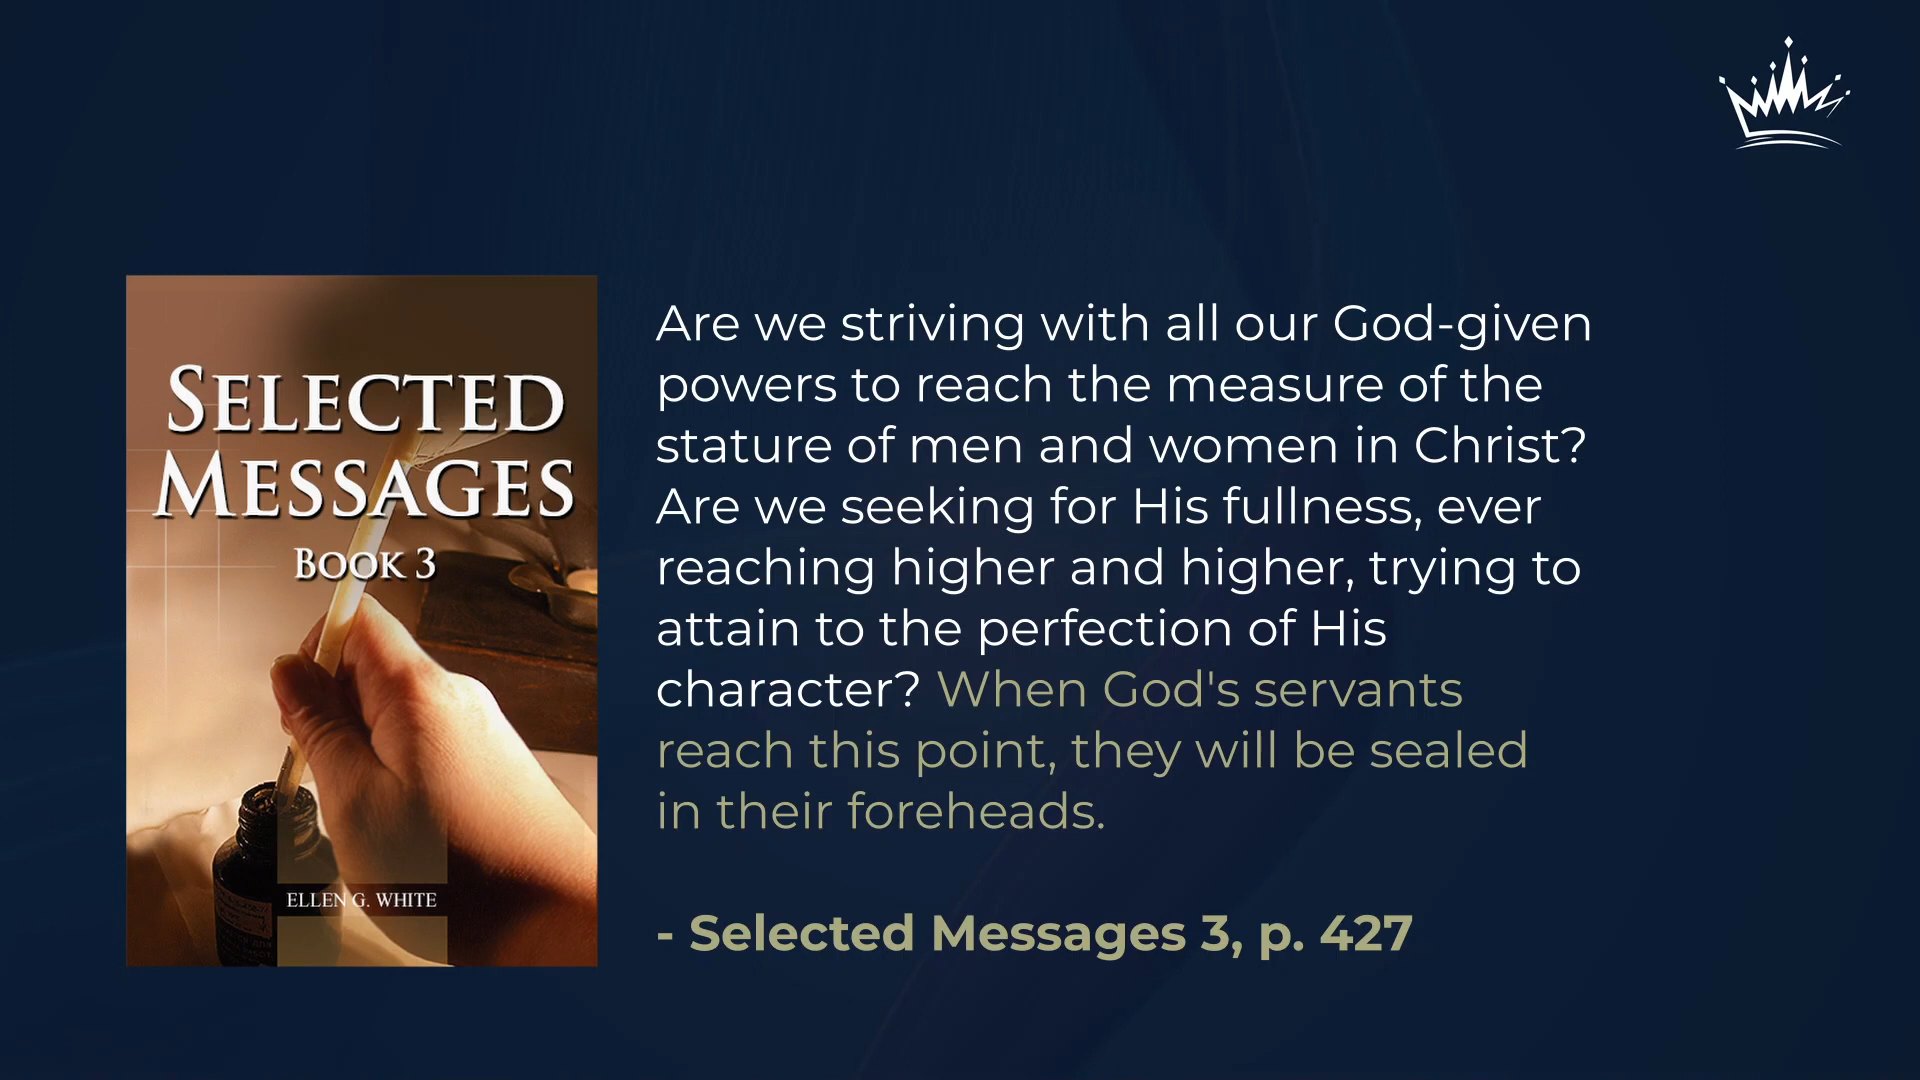 SELECTED
MESSAGES
BOOK 3
ELLEN G. WHITE
Are we striving with all our God-given
powers to reach the measure of the
stature of men and women in Christ?
Are we seeking for His fullness, ever
reaching higher and higher, trying to
attain to the perfection of His
character? When God's servants
reach this point, they will be sealed
in their foreheads.
- Selected Messages 3, p. 427